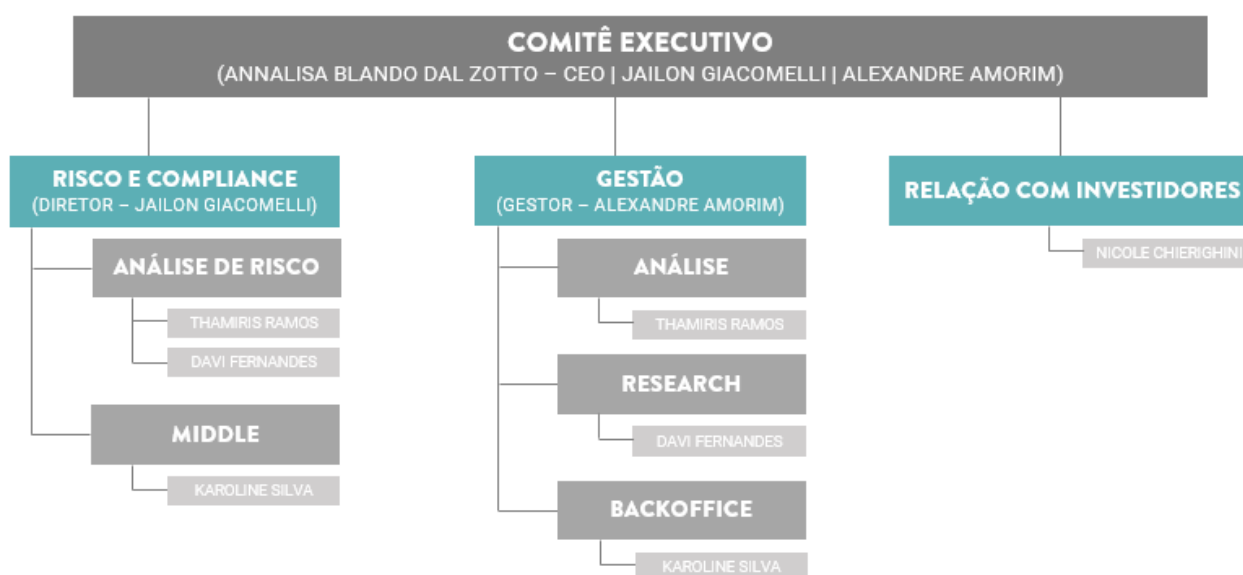 COMITÊ EXECUTIVO
(ANNALISA BLANDO DAL ZOTTO – CEO | JAILON GIACOMELLI | ALEXANDRE AMORIM)
RISCO E COMPLIANCE
(DIRETOR – JAILON GIACOMELLI)
ANÁLISE DE RISCO
THAMIRIS RAMOS
DAVI FERNANDES
MIDDLE
KAROLINE SILVA
GESTÃO
(GESTOR – ALEXANDRE AMORIM)
ANÁLISE
THAMIRIS RAMOS
RESEARCH
DAVI FERNANDES
BACKOFFICE
KAROLINE SILVA
RELAÇÃO COM INVESTIDORES
NICOLE CHIERIGHINI